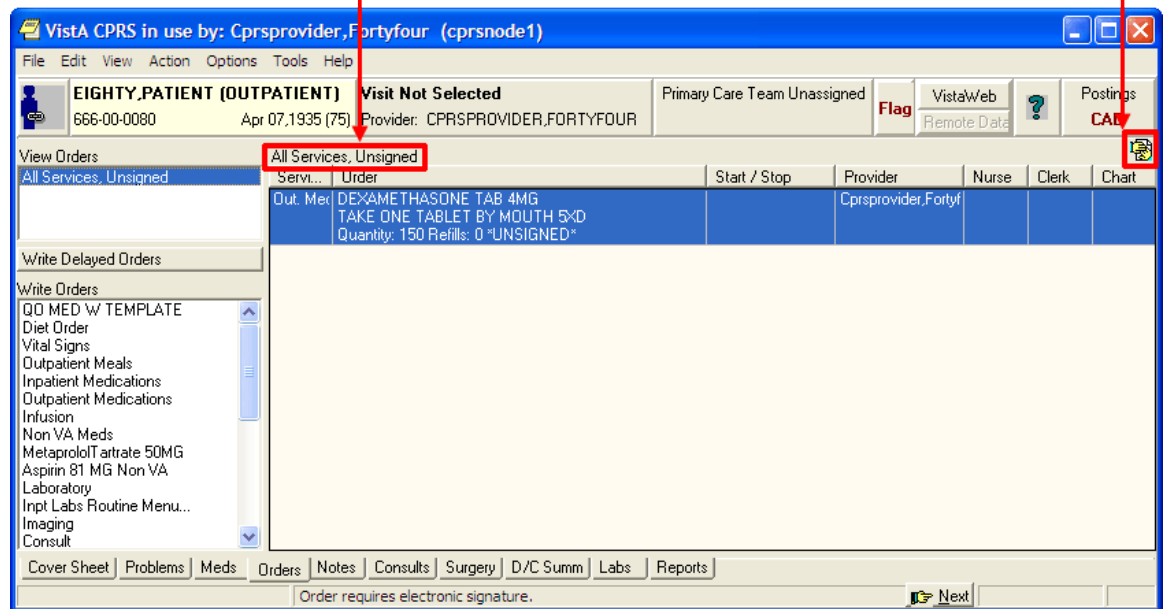 VistA CPRS in use by: Cprsprovider,Fortyfour (cprsnode1)
File Edit View Action Options Tools Help
EIGHTY,PATIENT (OUTPATIENT) Visit Not Selected Primary Care Team Unassigned Flag VistaWeb Postings
666-00-0080 Apr 07,1935 (75) Provider: CPRSPROVIDER,FORTYFOUR Remote Data ?
View Orders
All Services, Unsigned
All Services, Unsigned
Servi... Order Start / Stop Provider Nurse Clerk Chart
Out. Med DEXAMETHASONE TAB 4MG Cprsprovider,Fortyf
TAKE ONE TABLET BY MOUTH 5XD
Quantity: 150 Refills: 0 *UNSIGNED*
Write Delayed Orders
Write Orders
QO MED W TEMPLATE
Diet Order
Vital Signs
Outpatient Meals
Inpatient Medications
Outpatient Medications
Infusion
Non VA Meds
MetaprololTartrate 50MG
Aspirin 81 MG Non VA
Laboratory
Inpt Labs Routine Menu...
Imaging
Consult
Cover Sheet Problems Meds Orders Notes Consults Surgery D/C Summ Labs Reports
Order requires electronic signature. Next